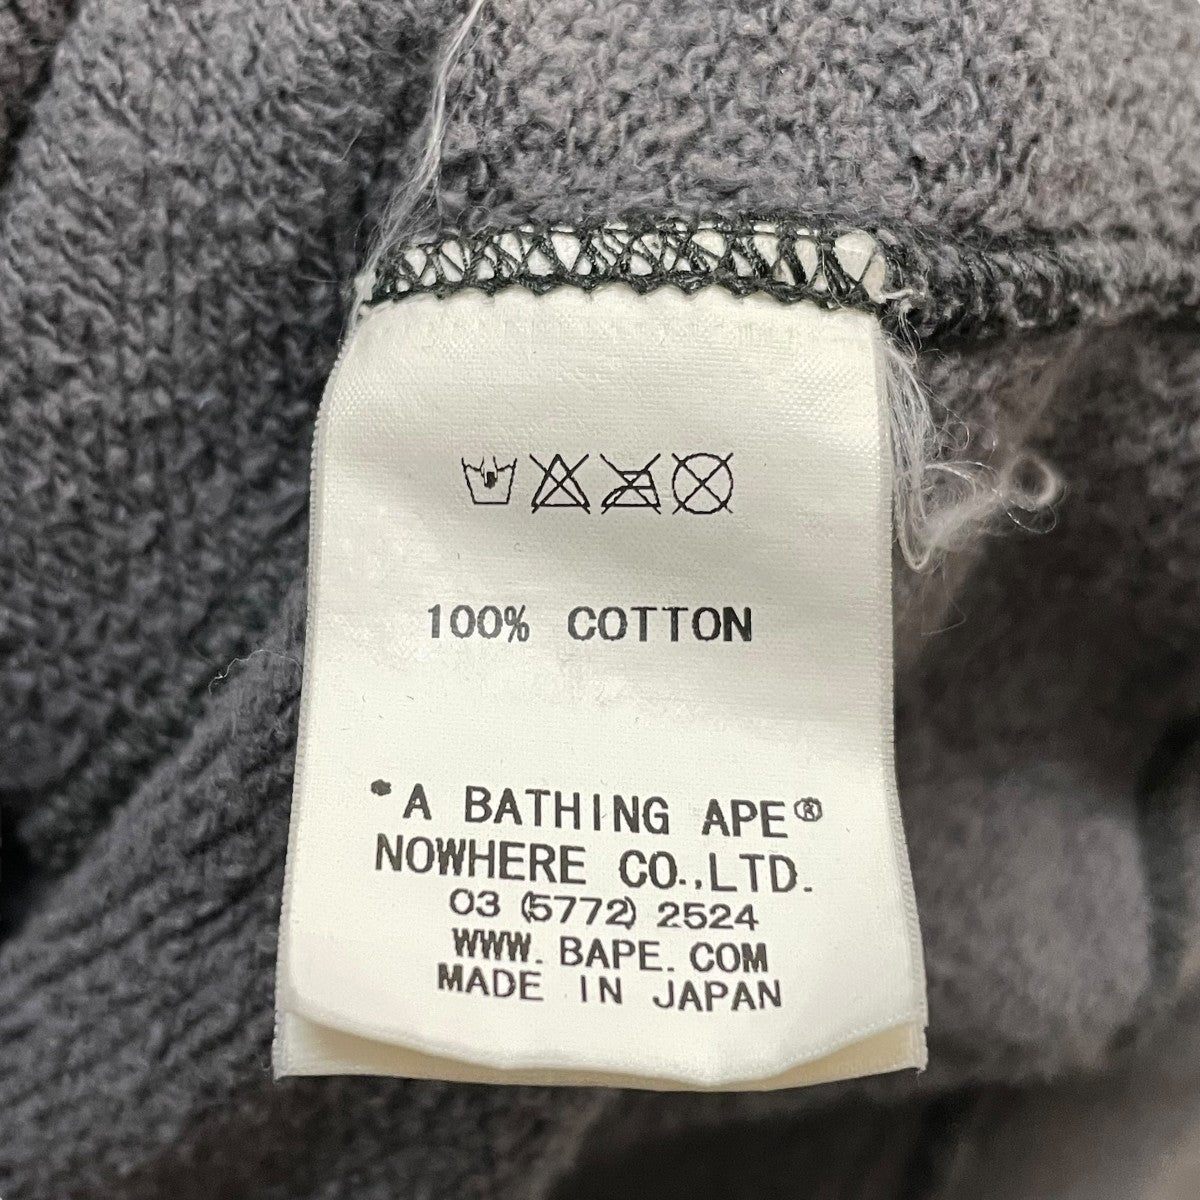 100% COTTON
*A BATHING APE®
NOWHERE CO.,LTD.
03 (5772) 2524
WWW. BAPE. COM
MADE IN JAPAN